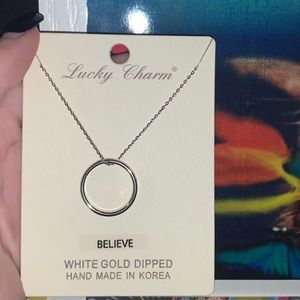 Lucky Charm®
BELIEVE
WHITE GOLD DIPPED
HAND MADE IN KOREA